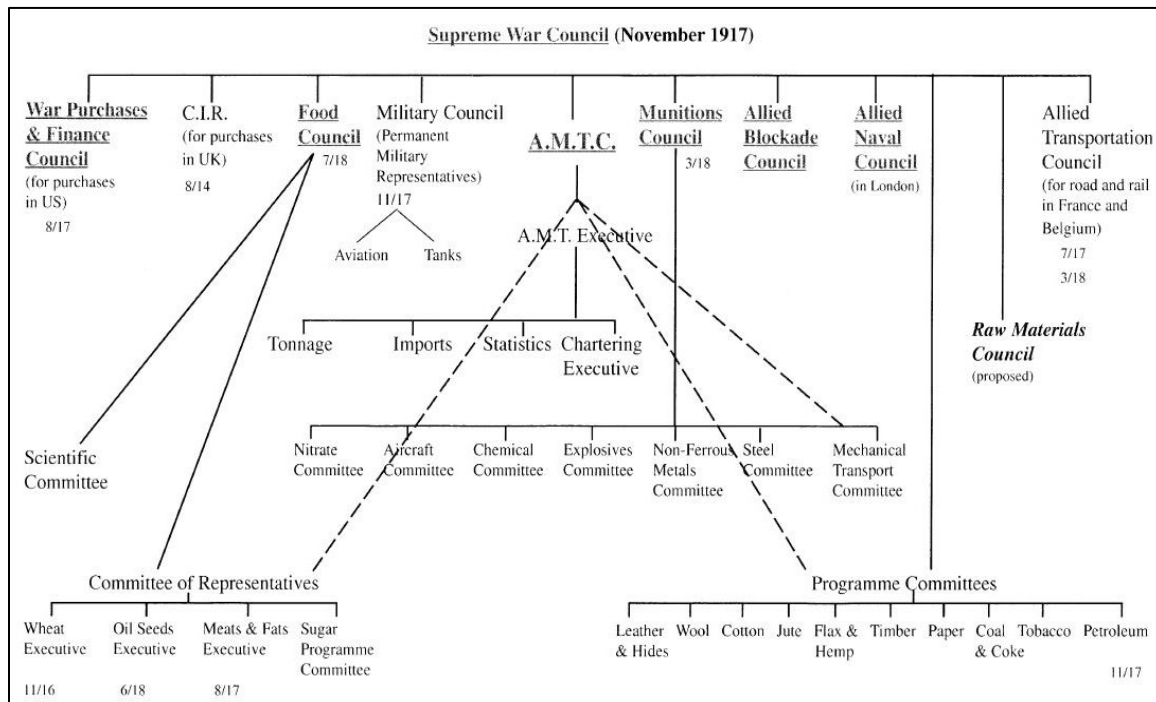 Supreme War Council (November 1917)
War Purchases
& Finance
Council
(for purchases
in US)
8/17
C.I.R.
(for purchases
in UK)
8/14
Food
Council
7/18
Military Council
(Permanent
Military
Representatives)
11/17
Aviation
Tanks
A.M.T.C.
A.M.T. Executive
Munitions
Council
3/18
Allied
Blockade
Council
Allied
Naval
Council
(in London)
Allied
Transportation
Council
(for road and rail
in France and
Belgium)
7/17
3/18
Raw Materials
Council
(proposed)
Tonnage
Imports
Statistics
Chartering
Executive
Scientific
Committee
Nitrate
Committee
Aircraft
Committee
Chemical
Committee
Explosives
Committee
Non-Ferrous
Metals
Committee
Steel
Committee
Mechanical
Transport
Committee
Committee of Representatives
Wheat
Executive
11/16
Oil Seeds
Executive
6/18
Meats & Fats
Executive
8/17
Sugar
Programme
Committee
Programme Committees
Leather
& Hides
Wool
Cotton
Jute
Flax &
Hemp
Timber
Paper
Coal
& Coke
Tobacco
Petroleum
11/17